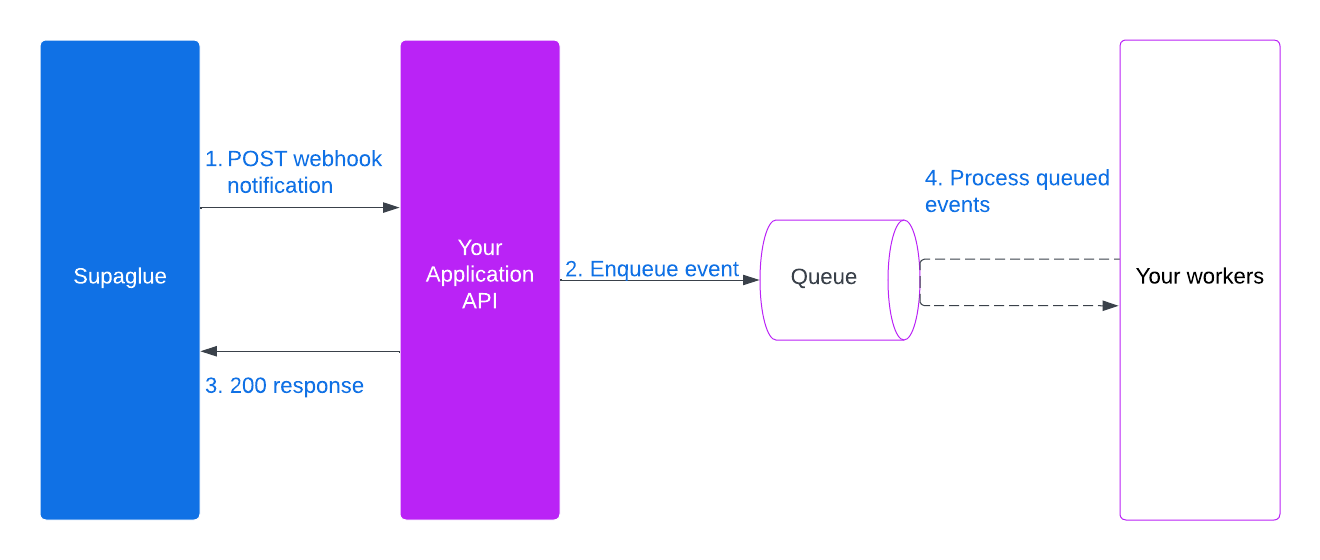 Supaglue
1. POST webhook
notification
3. 200 response
Your
Application
API
2. Enqueue event
Queue
4. Process queued
events
Your workers